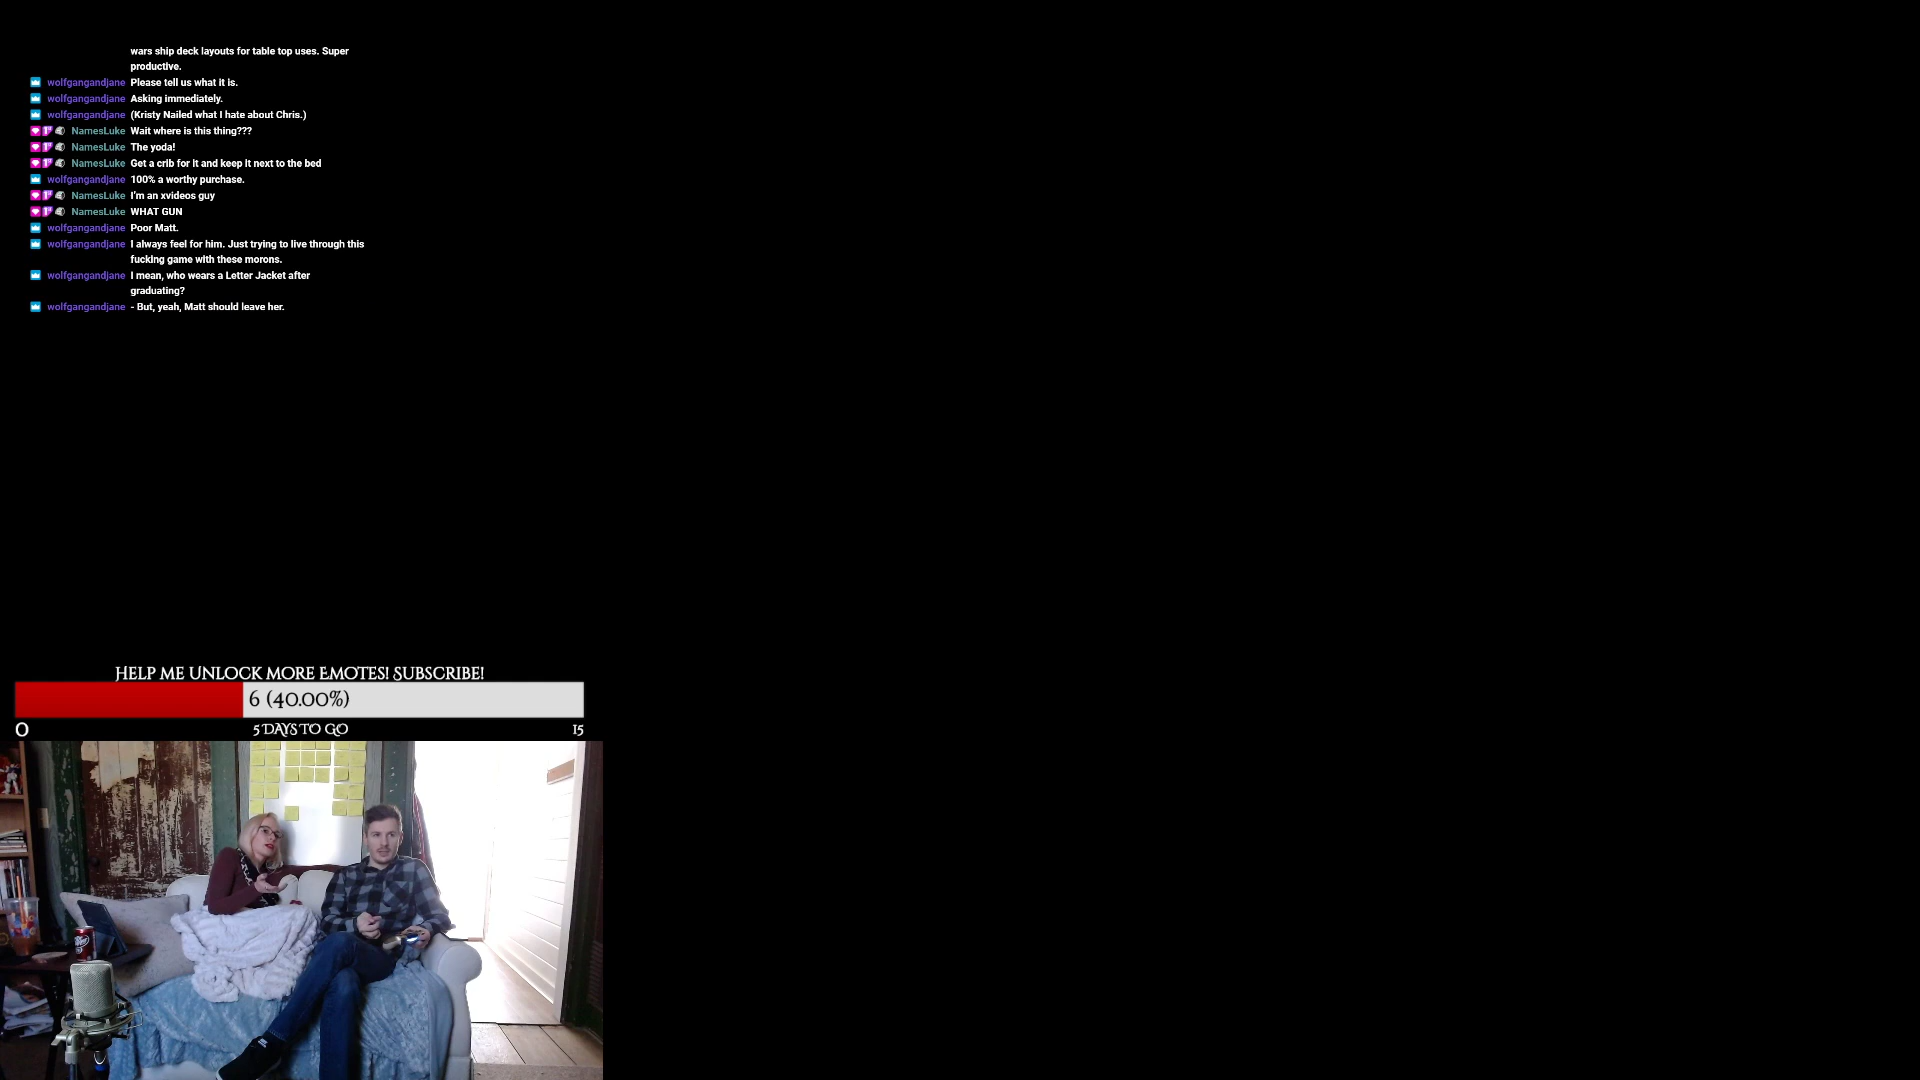 wars ship deck layouts for table top uses. Super
productive.
wolfgangandjane Please tell us what it is.
wolfgangandjane Asking immediately.
wolfgangandjane (Kristy Nailed what I hate about Chris.)
NamesLuke Wait where is this thing???
NamesLuke The yoda!
NamesLuke Get a crib for it and keep it next to the bed
wolfgangandjane 100% a worthy purchase.
NamesLuke I'm an xvideos guy
NamesLuke WHAT GUN
wolfgangandjane Poor Matt.
wolfgangandjane I always feel for him. Just trying to live through this
fucking game with these morons.
wolfgangandjane I mean, who wears a Letter Jacket after
graduating?
wolfgangandjane - But, yeah, Matt should leave her.
Help me unlock more Emotes! Subscribe!
6 (40.00%)
0 5 days to go 15